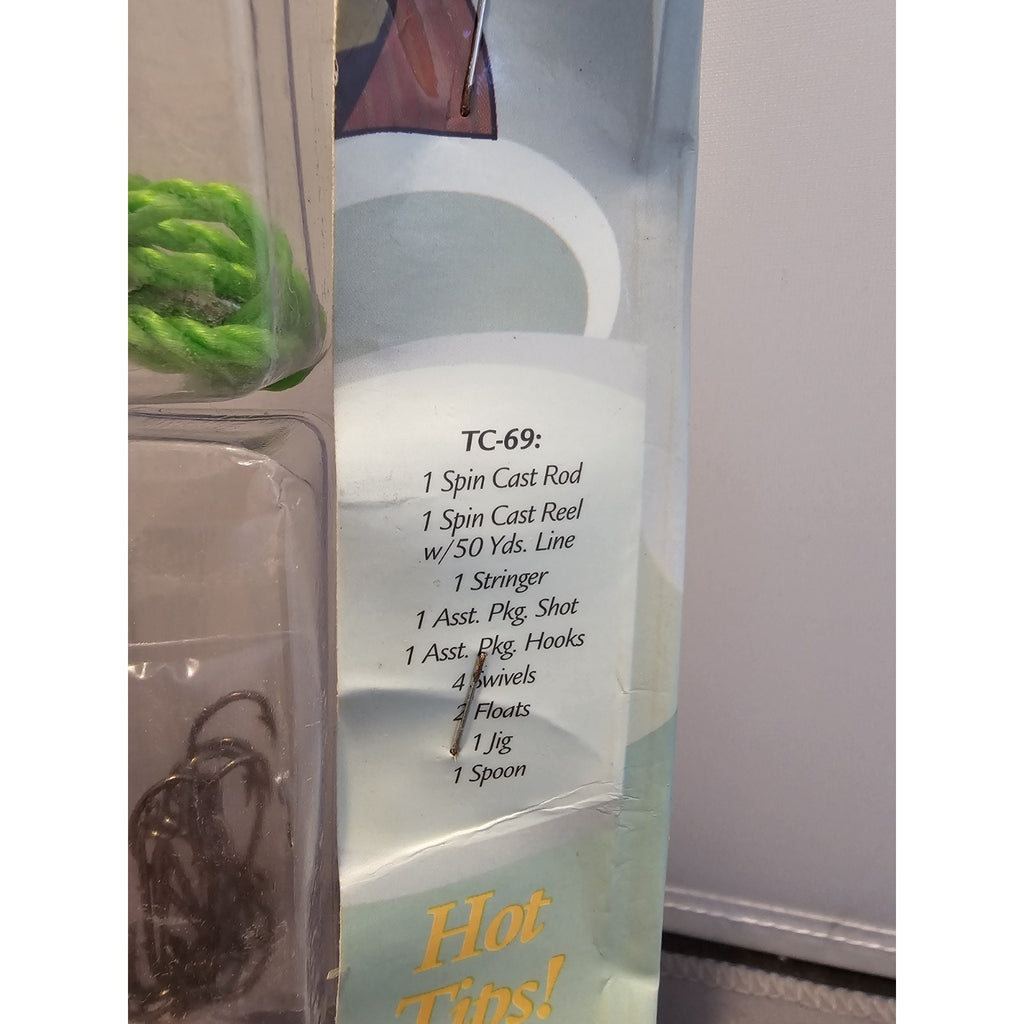 TC-69:
1 Spin Cast Rod
1 Spin Cast Reel
w/50 Yds. Line
1 Stringer
1 Asst. Pkg. Shot
1 Asst. Pkg. Hooks
4 Swivels
2 Floats
1 Jig
1 Spoon
Hot
Tips!